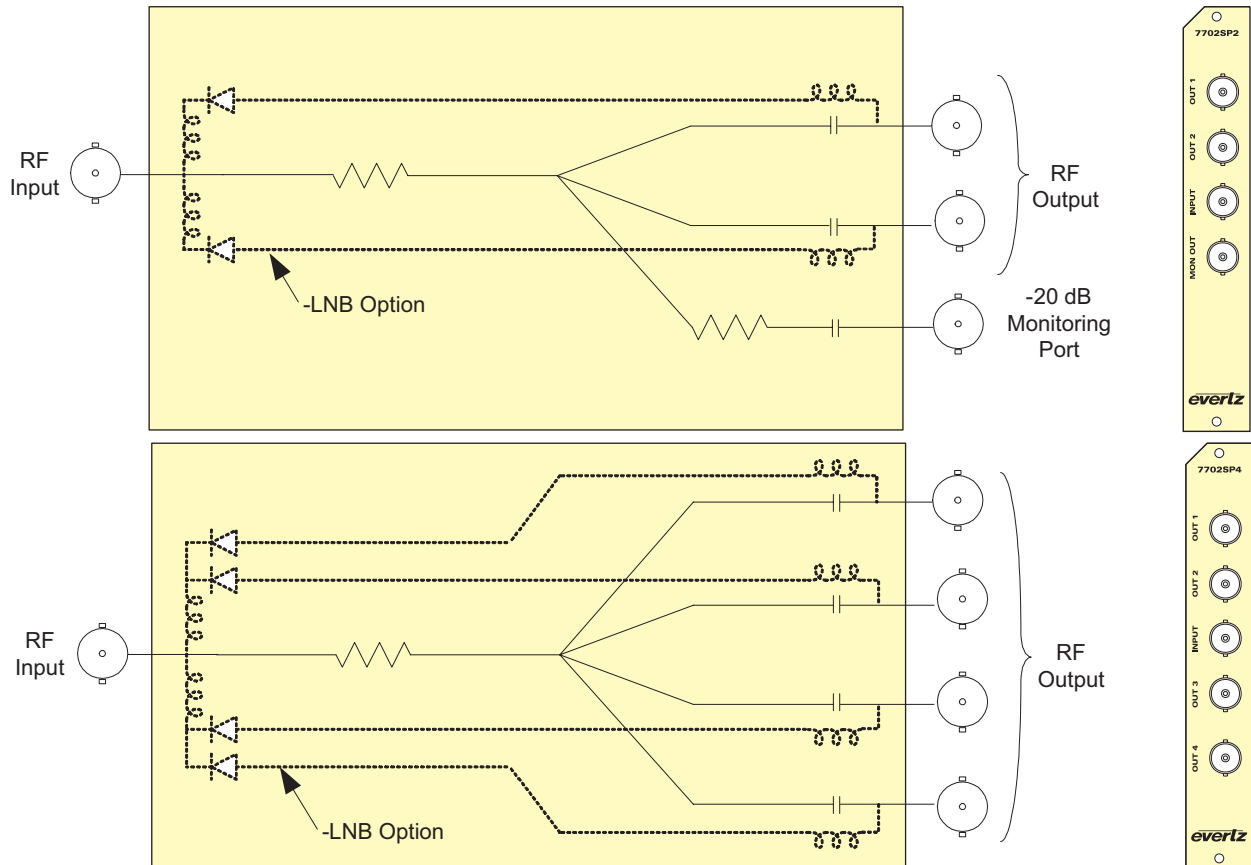 RF
Input
-LNB Option
RF
Output
-20 dB
Monitoring
Port
7702SP2
OUT 1
OUT 2
INPUT
MON OUT
evertz
RF
Input
-LNB Option
RF
Output
7702SP4
OUT 1
OUT 2
INPUT
OUT 3
OUT 4
evertz